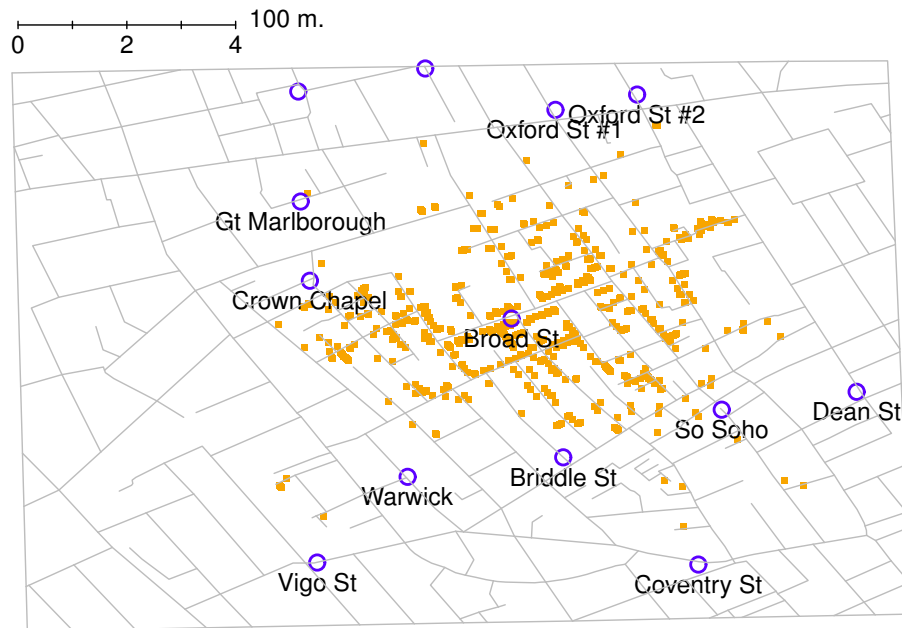 100 m.
0 2 4
Oxford St #2
Oxford St #1
Gt Marlborough
Crown Chapel
Broad St
Dean St
So Soho
Briddle St
Warwick
Vigo St
Coventry St